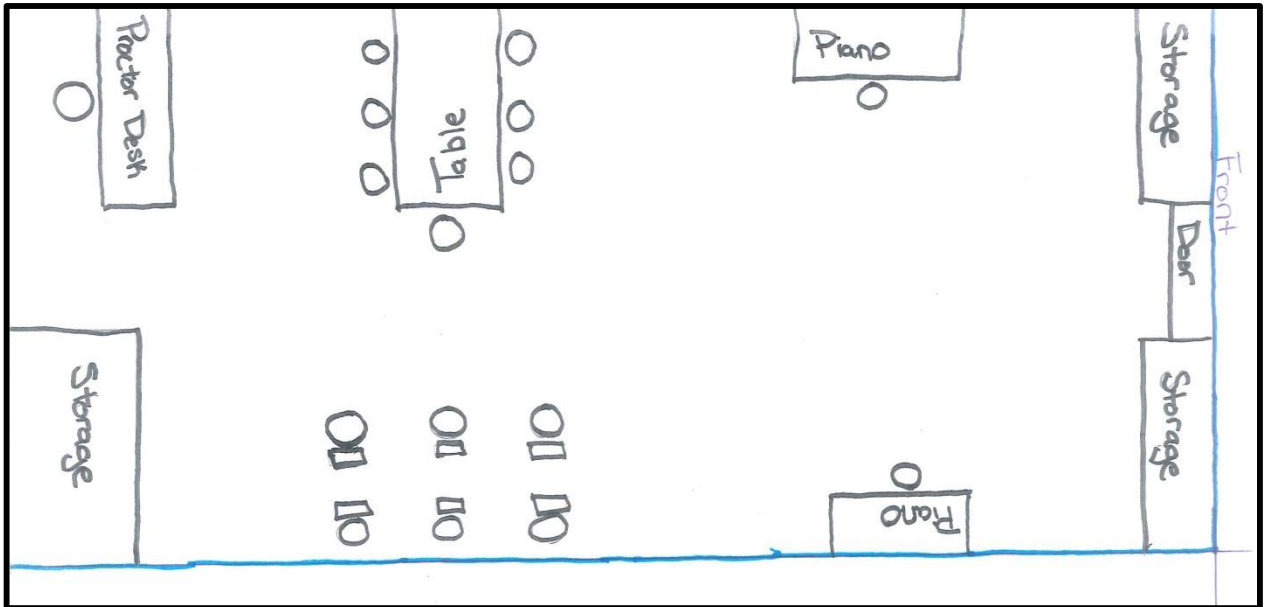 Proctor Desk
Table
Piano
Storage
Front
Door
Storage
Storage
Piano